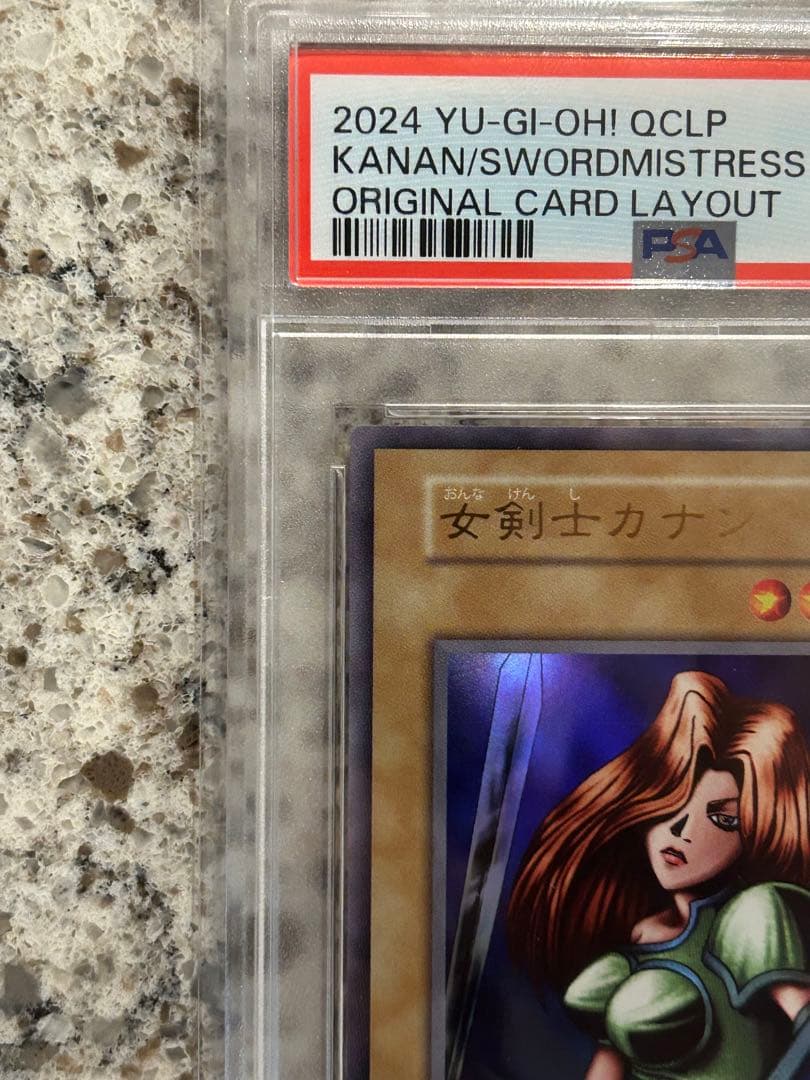 2024 YU-GI-OH! QCLP
KANAN/SWORDMISTRESS
ORIGINAL CARD LAYOUT
PSA
おんな けん し
女剣士カナン